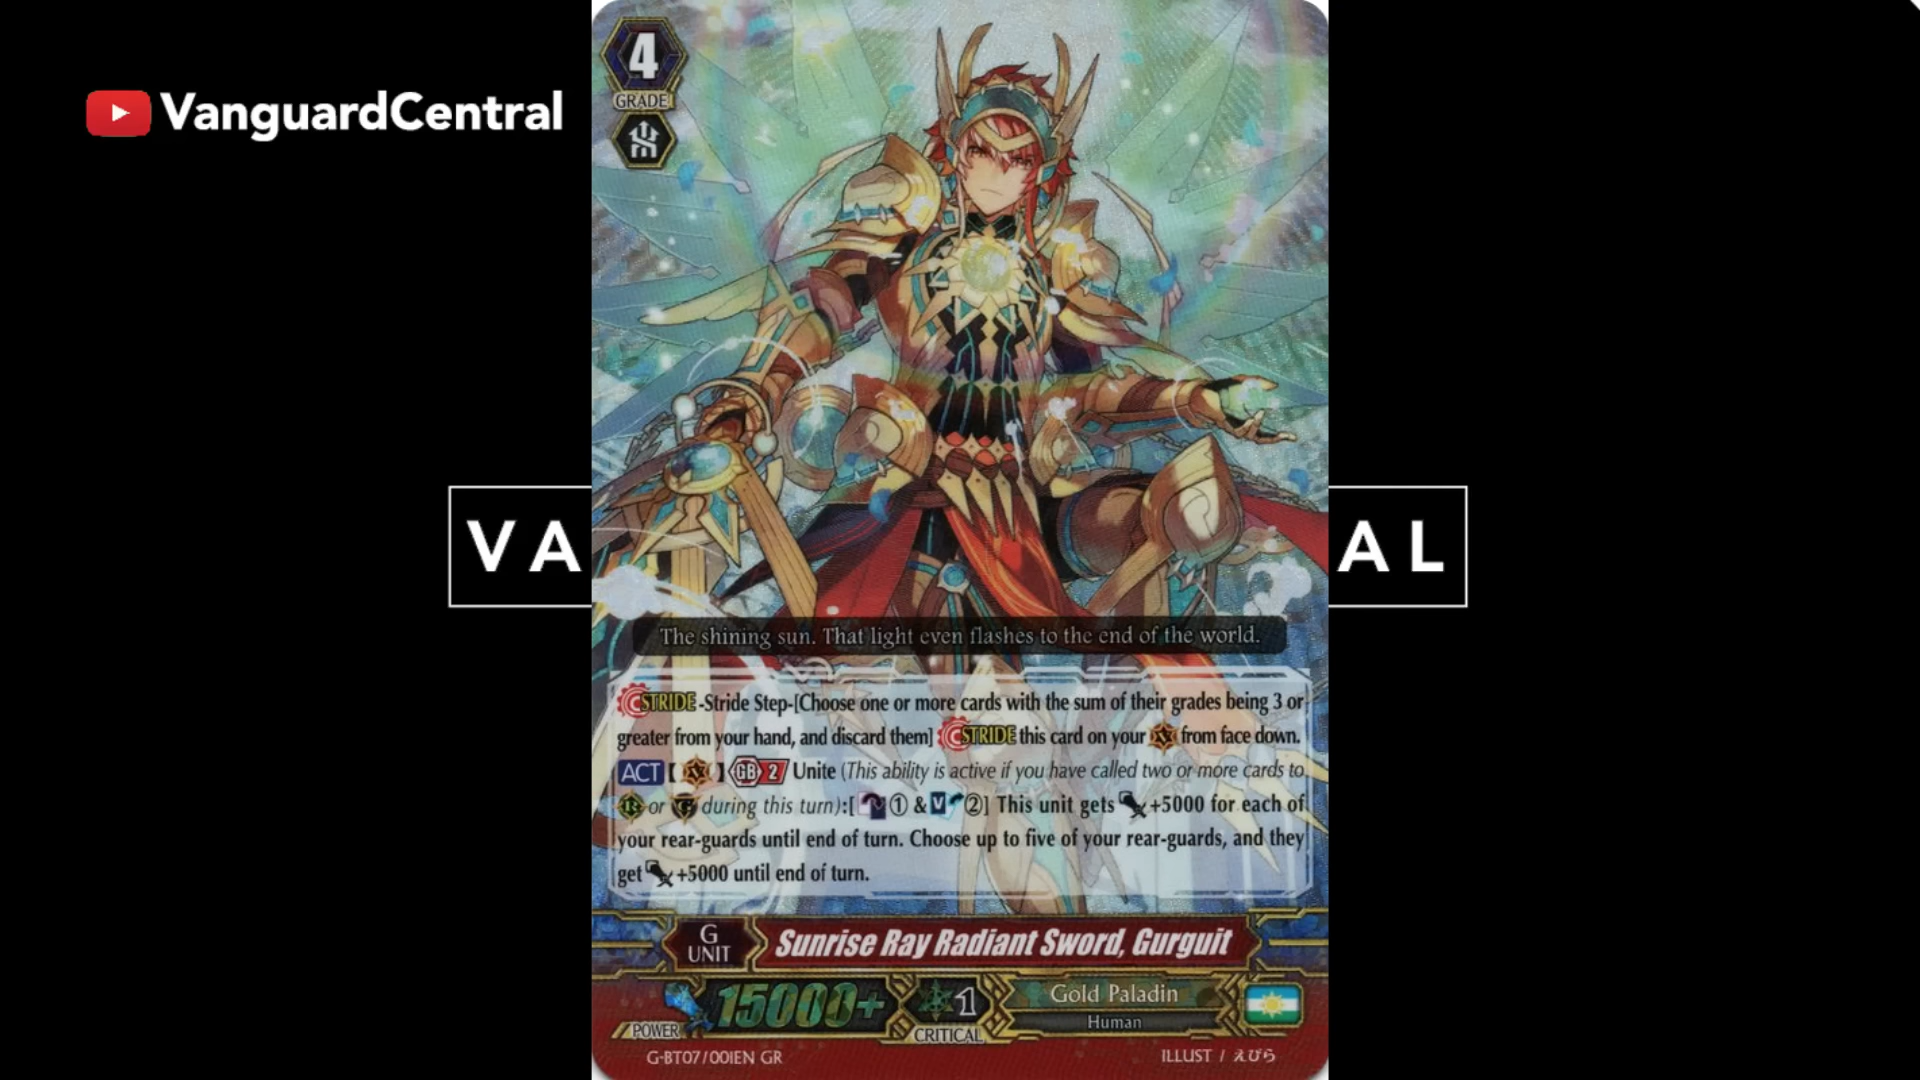 VanguardCentral
4
GRADE
VA
AL
The shining sun. That light even flashes to the end of the world.
STRIDE -Stride Step-[Choose one or more cards with the sum of their grades being 3 or
greater from your hand, and discard them] STRIDE this card on your V from face down.
ACT【 V 】GB 2 Unite (This ability is active if you have called two or more cards to
R or G during this turn):[ ① & V ②] This unit gets +5000 for each of
your rear-guards until end of turn. Choose up to five of your rear-guards, and they
get +5000 until end of turn.
G
UNIT
Sunrise Ray Radiant Sword, Gurguit
POWER
15000+
1
CRITICAL
Gold Paladin
Human
G-BT07/001EN GR
ILLUST / えびら